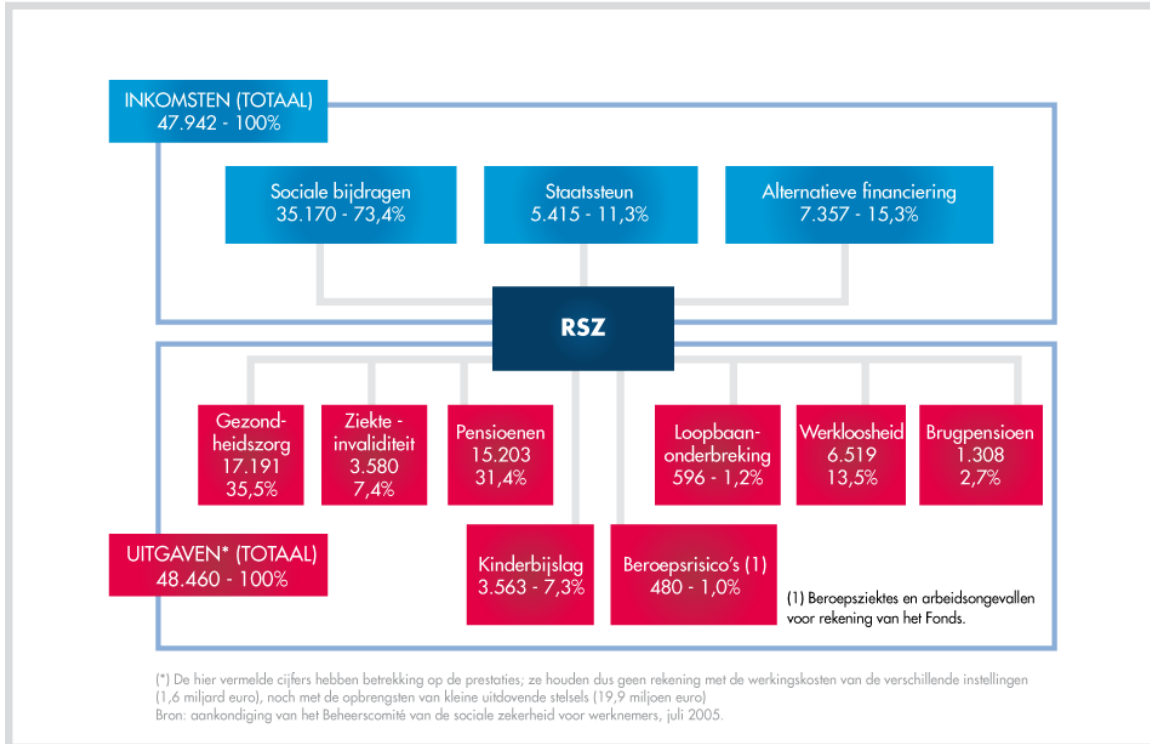 INKOMSTEN (TOTAAL)
47.942 - 100%
Sociale bijdragen
35.170 - 73,4%
Staatssteun
5.415 - 11,3%
Alternatieve financiering
7.357 - 15,3%
RSZ
Gezond-
heidszorg
17.191
35,5%
Ziekte -
invaliditeit
3.580
7,4%
Pensioenen
15.203
31,4%
Loopbaan-
onderbreking
596 - 1,2%
Werkloosheid
6.519
13,5%
Brugpensioen
1.308
2,7%
UITGAVEN* (TOTAAL)
48.460 - 100%
Kinderbijslag
3.563 - 7,3%
Beroepsrisico's (1)
480 - 1,0%
(1) Beroepsziektes en arbeidsongevallen
voor rekening van het Fonds.
(*) De hier vermelde cijfers hebben betrekking op de prestaties; ze houden dus geen rekening met de werkingskosten van de verschillende instellingen
(1,6 miljard euro), noch met de opbrengsten van kleine uitdovende stelsels (19,9 miljoen euro)
Bron: aankondiging van het Beheerscomité van de sociale zekerheid voor werknemers, juli 2005.